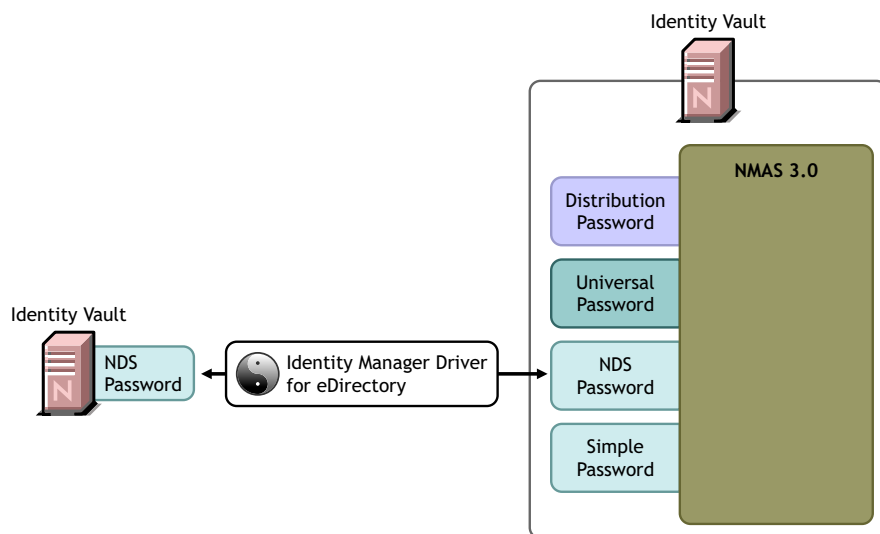 Identity Vault
N
NMAS 3.0
Distribution
Password
Universal
Password
Identity Vault
N
NDS
Password
Identity Manager Driver
for eDirectory
NDS
Password
Simple
Password